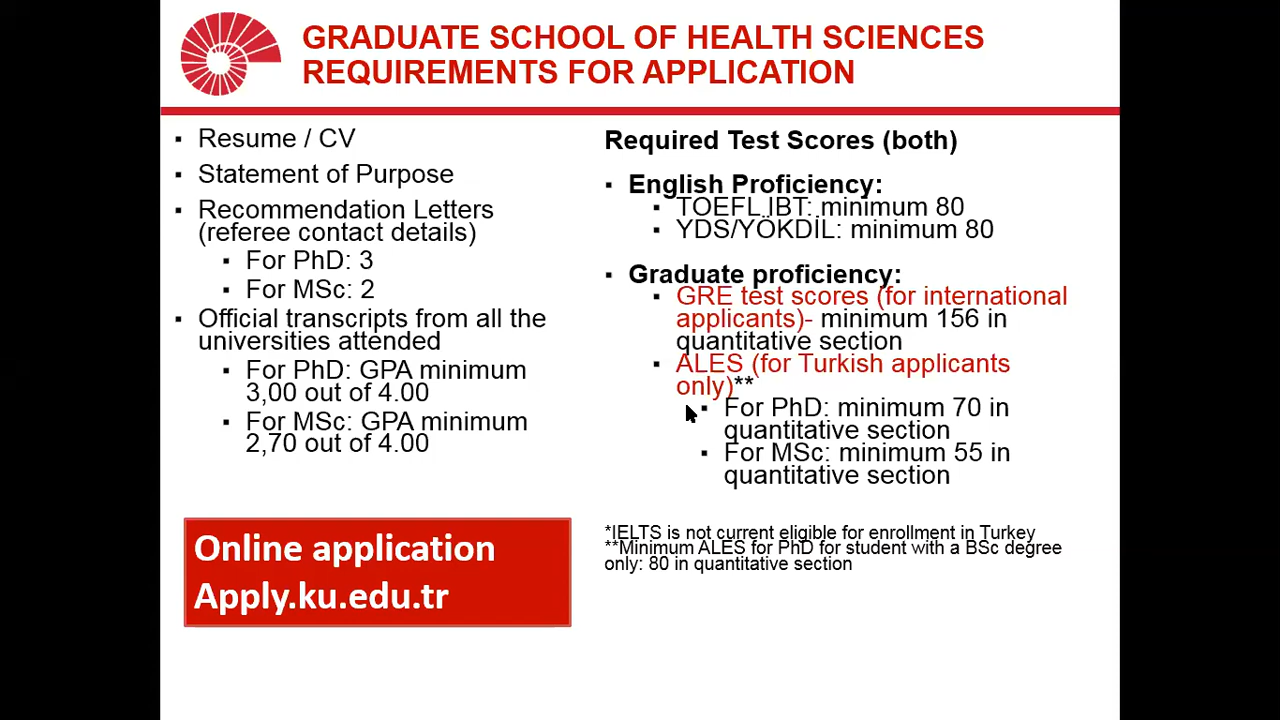 GRADUATE SCHOOL OF HEALTH SCIENCES
REQUIREMENTS FOR APPLICATION
▪ Resume / CV
▪ Statement of Purpose
▪ Recommendation Letters
(referee contact details)
▪ For PhD: 3
▪ For MSc: 2
▪ Official transcripts from all the
universities attended
▪ For PhD: GPA minimum
3,00 out of 4.00
▪ For MSc: GPA minimum
2,70 out of 4.00
Online application
Apply.ku.edu.tr
Required Test Scores (both)
▪ English Proficiency:
▪ TOEFL IBT: minimum 80
▪ YDS/YÖKDİL: minimum 80
▪ Graduate proficiency:
▪ GRE test scores (for international
applicants)- minimum 156 in
quantitative section
▪ ALES (for Turkish applicants
only)**
▪ For PhD: minimum 70 in
quantitative section
▪ For MSc: minimum 55 in
quantitative section
*IELTS is not current eligible for enrollment in Turkey
**Minimum ALES for PhD for student with a BSc degree
only: 80 in quantitative section